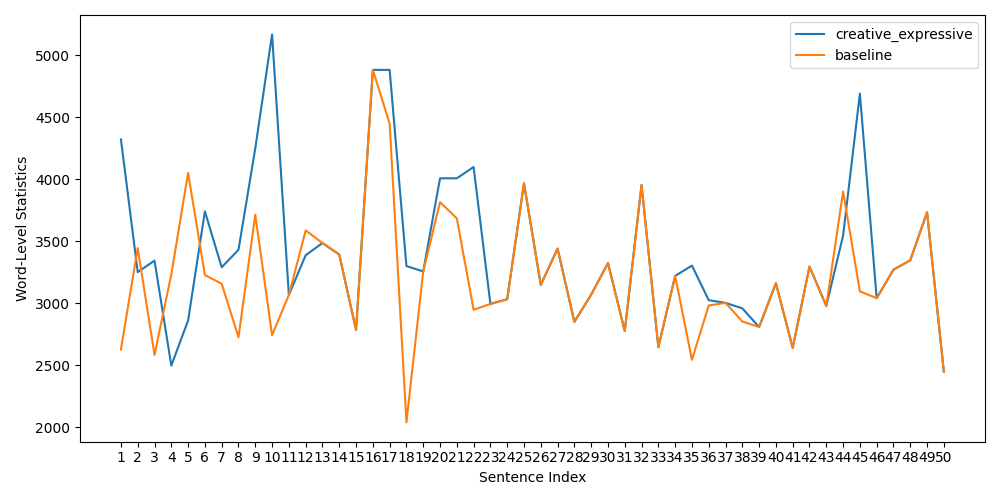 creative_expressive
baseline
5000
4500
4000
3500
3000
2500
2000
Word-Level Statistics
1 2 3 4 5 6 7 8 9 10 11 12 13 14 15 16 17 18 19 20 21 22 23 24 25 26 27 28 29 30 31 32 33 34 35 36 37 38 39 40 41 42 43 44 45 46 47 48 49 50
Sentence Index